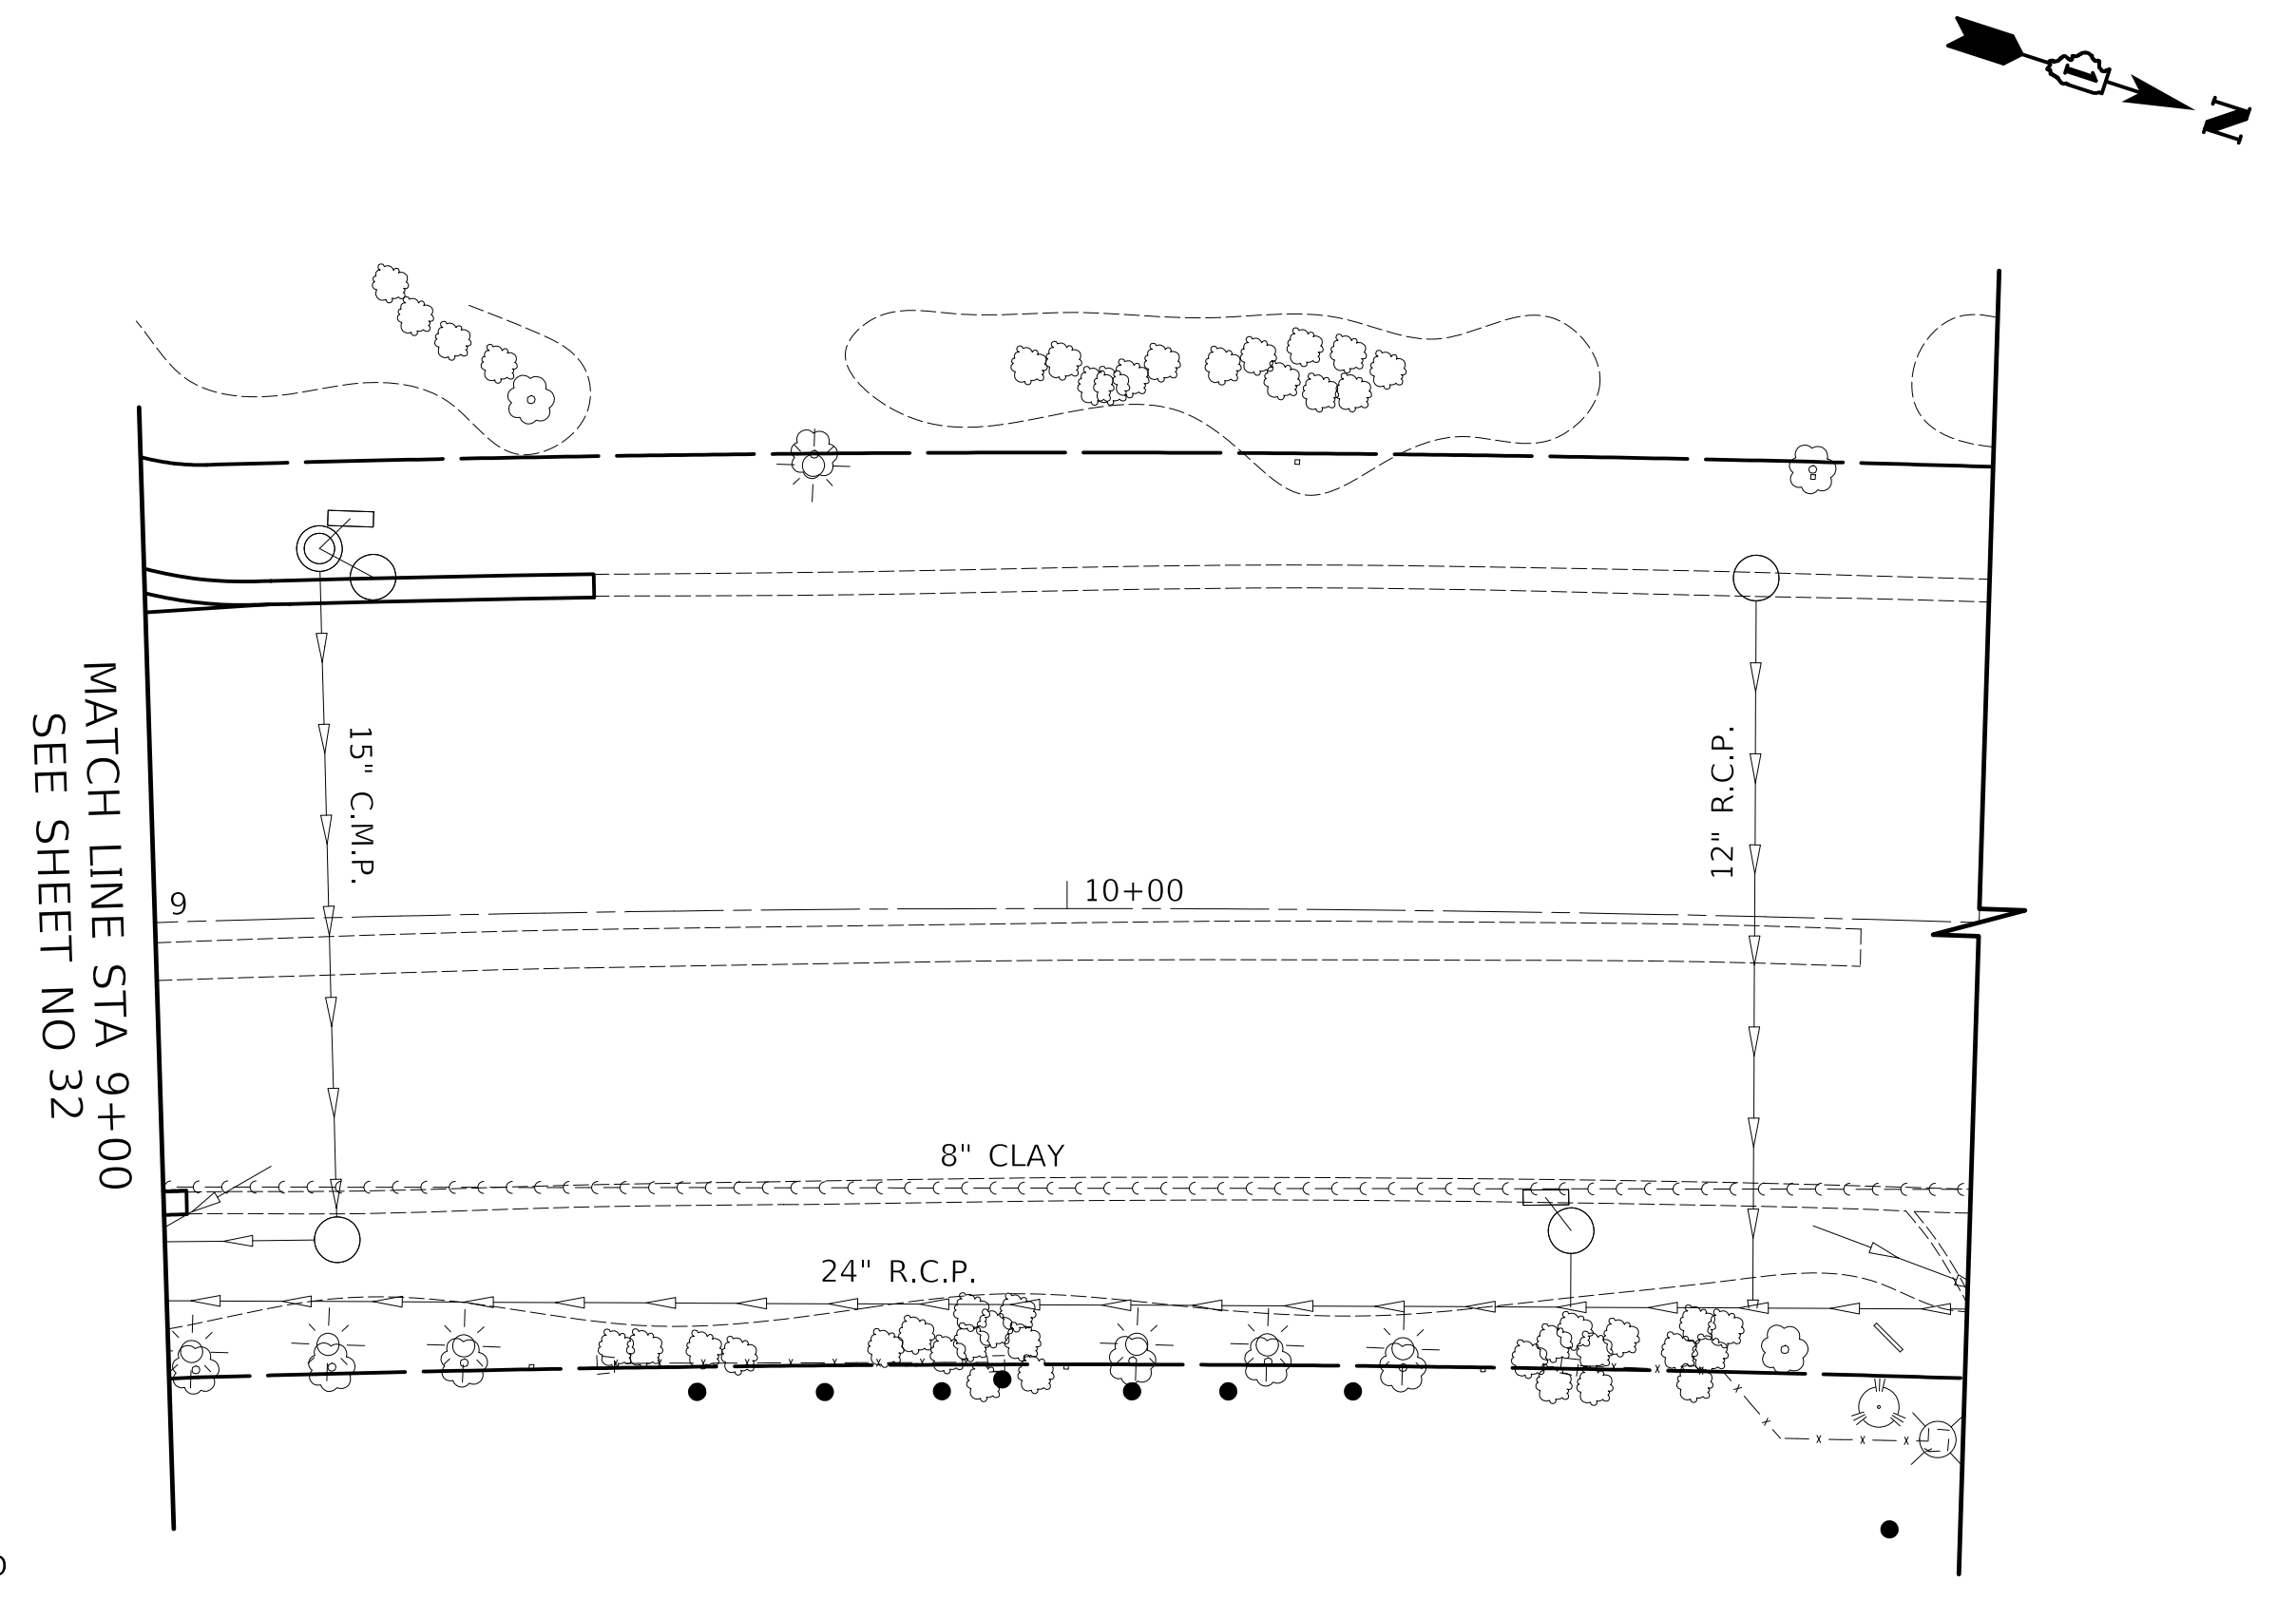 N
MATCH LINE STA 9+00
SEE SHEET NO 32
15" C.M.P.
12" R.C.P.
9
10+00
8" CLAY
24" R.C.P.